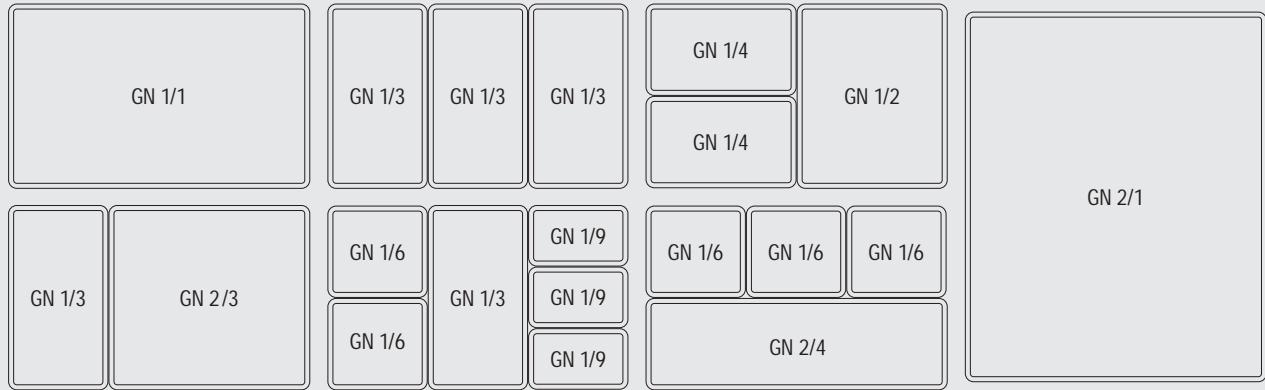 GN 1/1
GN 1/3 GN 1/3 GN 1/3
GN 1/4
GN 1/4
GN 1/2
GN 2/1
GN 1/3
GN 2/3
GN 1/6
GN 1/6
GN 1/3
GN 1/9
GN 1/9
GN 1/9
GN 1/6 GN 1/6 GN 1/6
GN 2/4